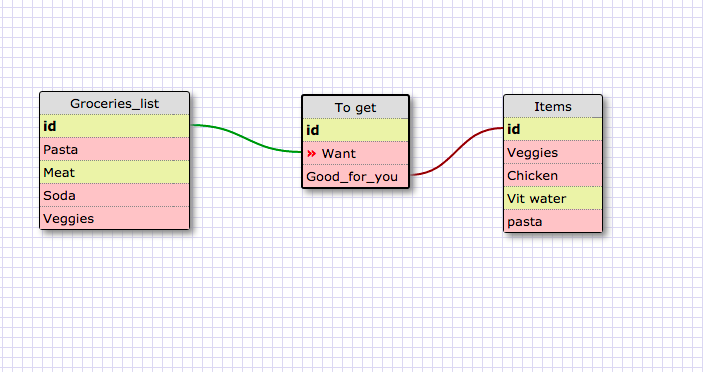 Groceries_list
id
Pasta
Meat
Soda
Veggies
To get
id
» Want
Good_for_you
Items
id
Veggies
Chicken
Vit water
pasta